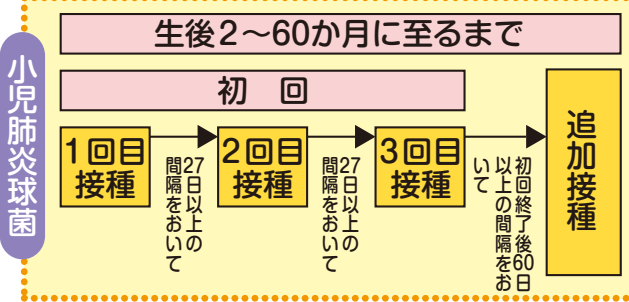 小児肺炎球菌
生後2～60か月に至るまで
初 回
1回目
接種
27日以上の
間隔をおいて
2回目
接種
27日以上の
間隔をおいて
3回目
接種
初回終了後60日
以上の間隔をお
いて
追加接種